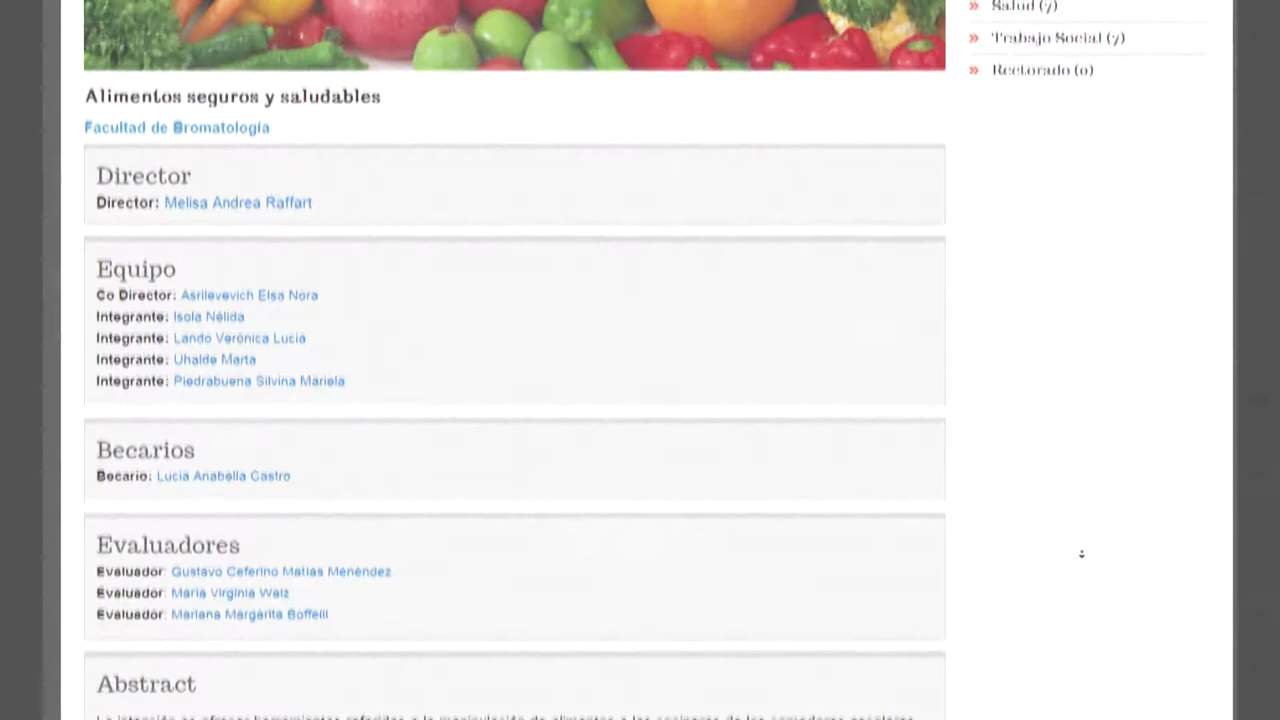 Alimentos seguros y saludables
Facultad de Bromatología
Director
Director: Melisa Andrea Raffart
Equipo
Co Director: Asrilevevich Elsa Nora
Integrante: Isola Nélida
Integrante: Lando Verónica Lucía
Integrante: Uhalde Marta
Integrante: Piedrabuena Silvina Mariela
Becarios
Becario: Lucía Anabella Castro
Evaluadores
Evaluador: Gustavo Ceferino Matías Menéndez
Evaluador: María Virginia Walz
Evaluador: Mariana Margarita Boffelli
Abstract
Salud (7)
Trabajo Social (7)
Rectorado (0)